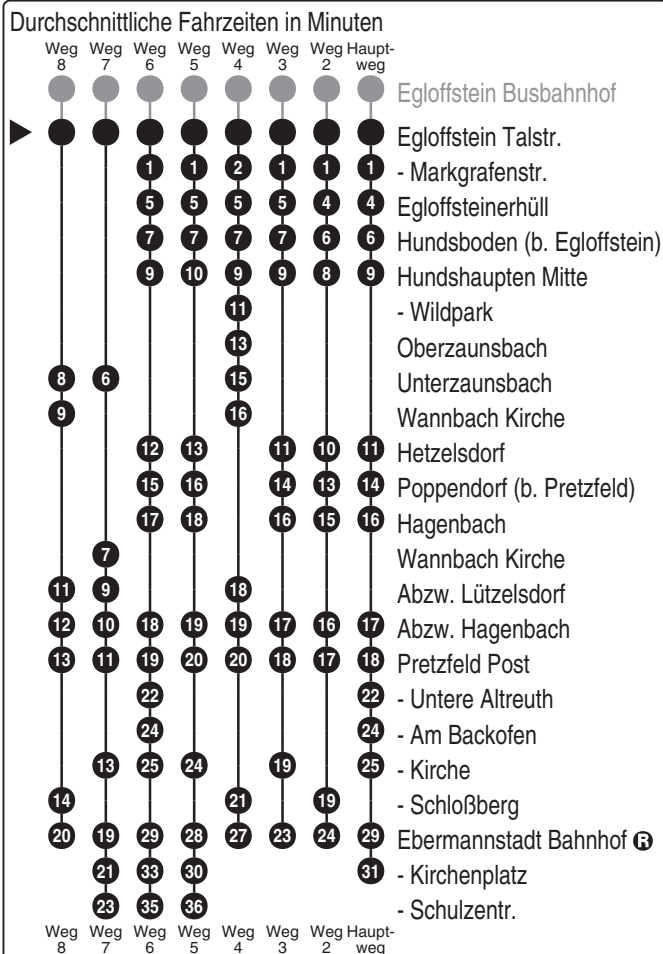 Durchschnittliche Fahrzeiten in Minuten
Weg 8 Weg 7 Weg 6 Weg 5 Weg 4 Weg 3 Weg 2 Haupt-weg
Egloffstein Busbahnhof
Egloffstein Talstr.
1 1 2 1 1 1 - Markgrafenstr.
5 5 5 5 4 4 Egloffsteinerhüll
7 7 7 7 6 6 Hundsboden (b. Egloffstein)
9 10 9 9 8 9 Hundshaupten Mitte
11 - Wildpark
13 Oberzaunsbach
8 6 15 Unterzaunsbach
9 16 Wannbach Kirche
12 13 11 10 11 Hetzelsdorf
15 16 14 13 14 Poppendorf (b. Pretzfeld)
17 18 16 15 16 Hagenbach
7 Wannbach Kirche
11 9 18 Abzw. Lützelsdorf
12 10 18 19 19 17 16 17 Abzw. Hagenbach
13 11 19 20 20 18 17 18 Pretzfeld Post
22 22 - Untere Altreuth
24 24 - Am Backofen
13 25 24 19 25 - Kirche
14 21 19 - Schloßberg
20 19 29 28 27 23 24 29 Ebermannstadt Bahnhof R
21 33 30 31 - Kirchenplatz
23 35 36 - Schulzentr.
Weg 8 Weg 7 Weg 6 Weg 5 Weg 4 Weg 3 Weg 2 Haupt-weg